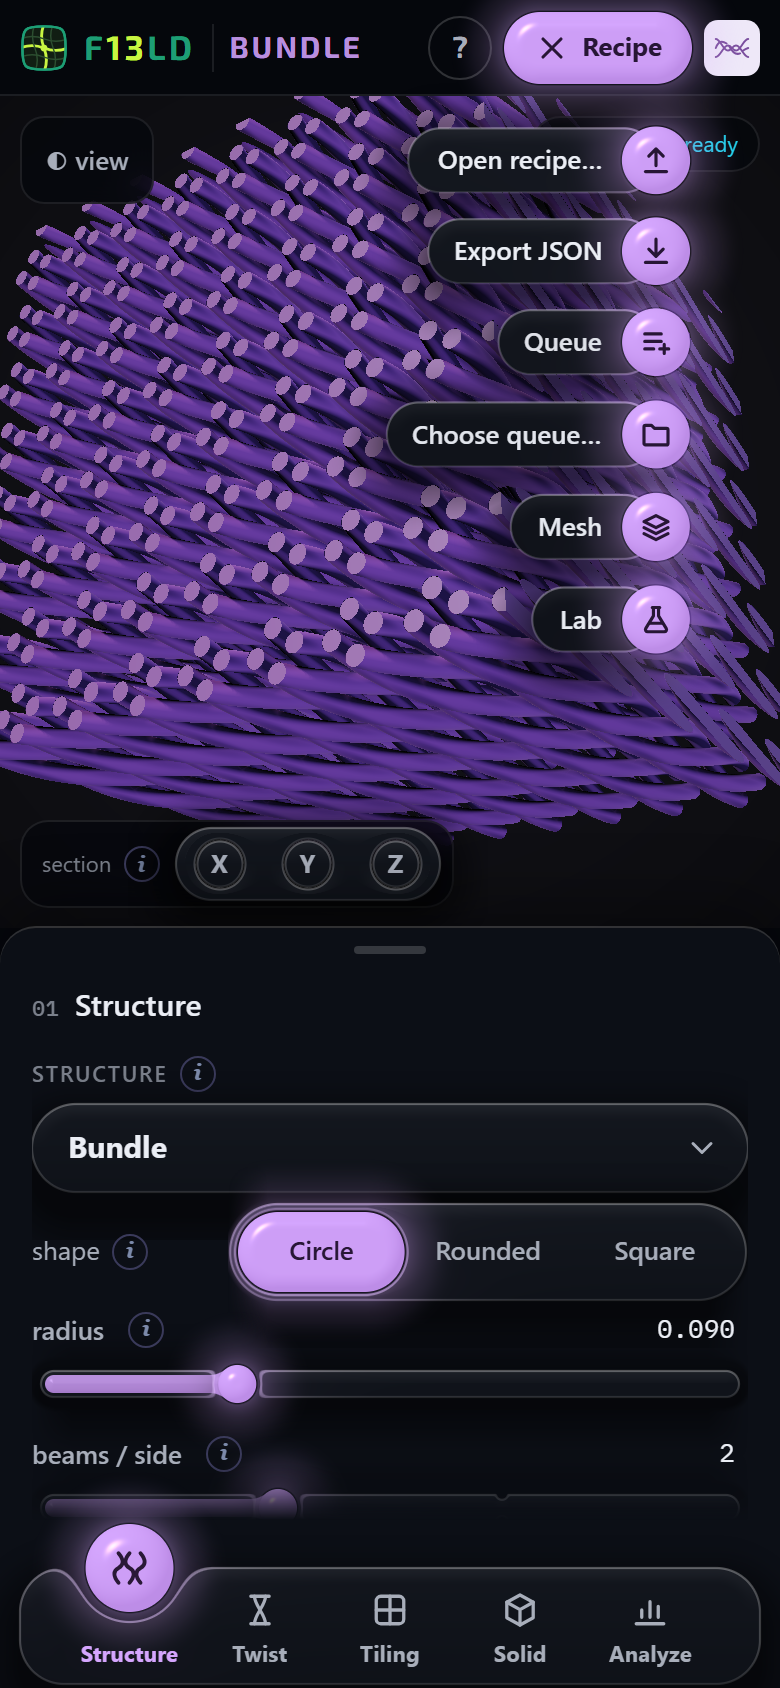 F13LD BUNDLE ? Recipe
view
ready
Open recipe...
Export JSON
Queue
Choose queue...
Mesh
Lab
section i X Y Z
01 Structure
STRUCTURE i
Bundle
shape i Circle Rounded Square
radius i 0.090
beams / side i 2
Structure Twist Tiling Solid Analyze